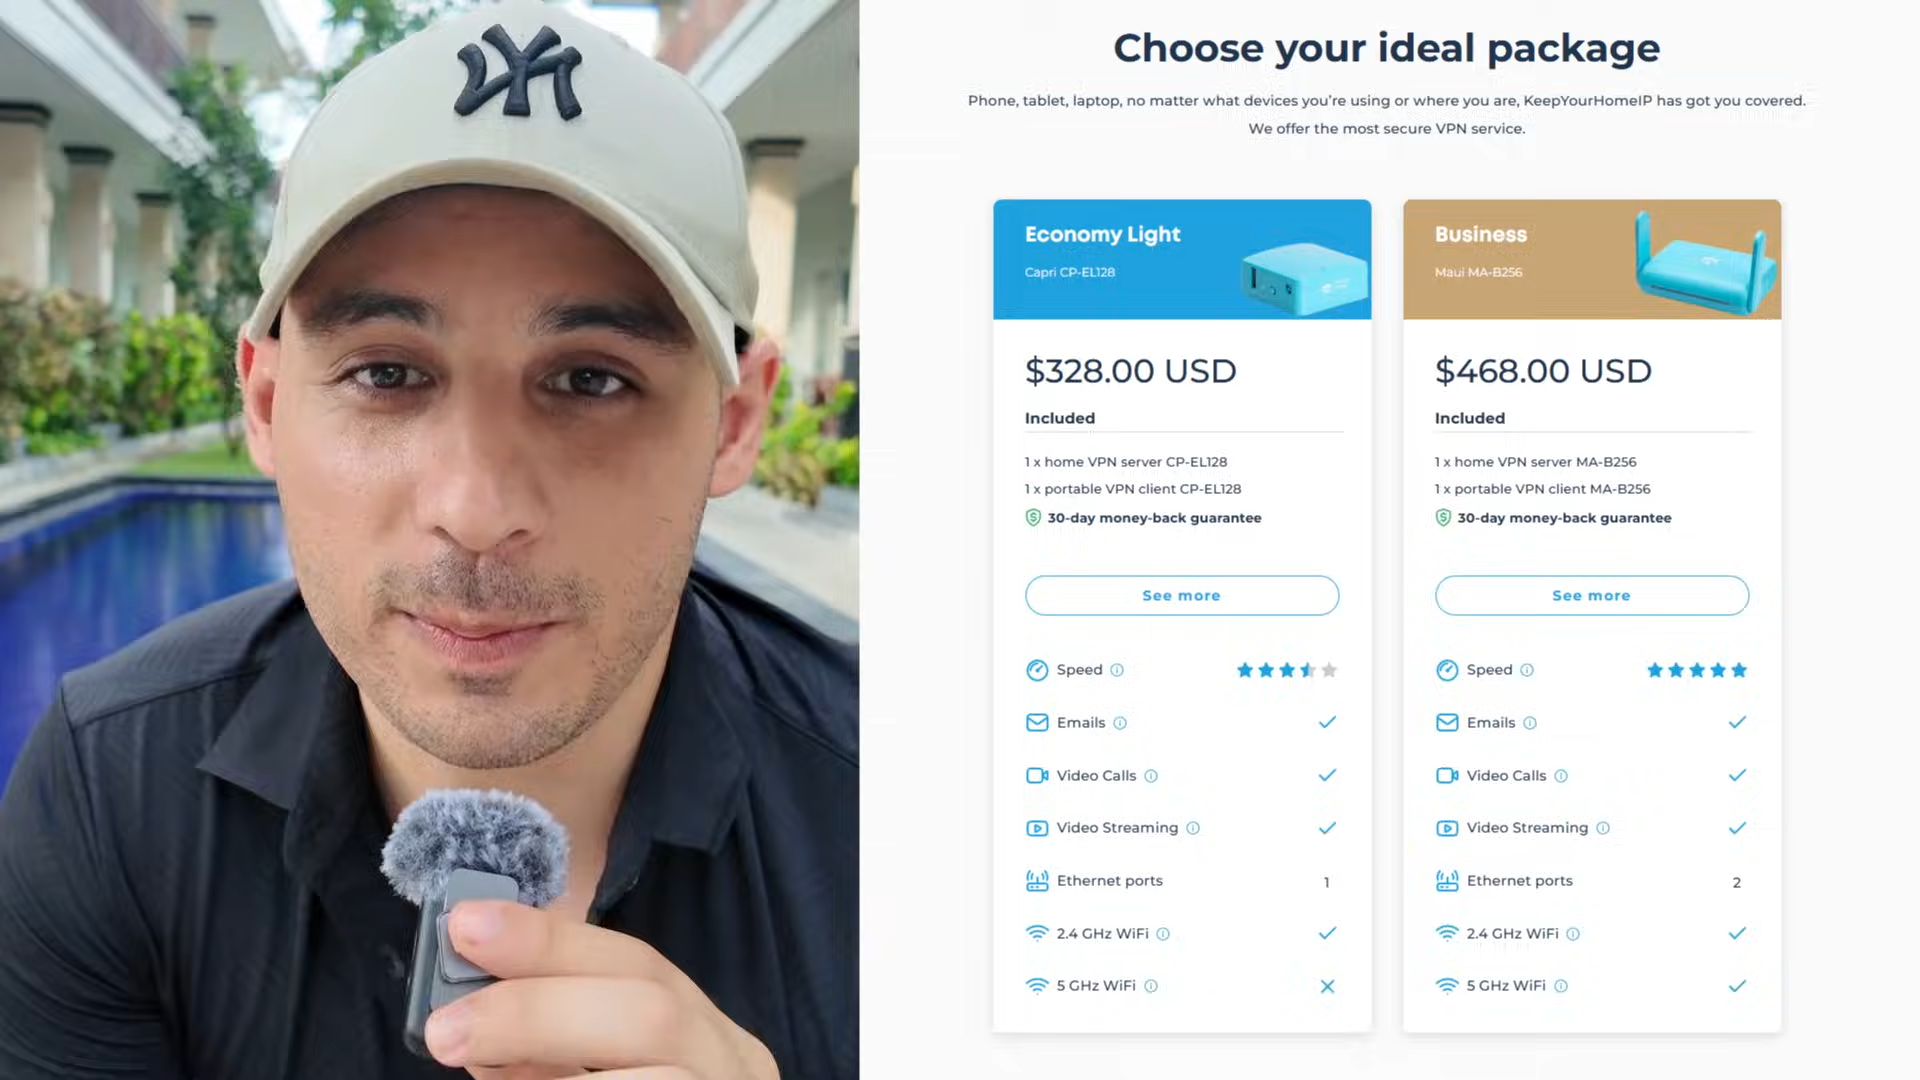 NY
Choose your ideal package
Phone, tablet, laptop, no matter what devices you're using or where you are, KeepYourHomeIP has got you covered.
We offer the most secure VPN service.
Economy Light
Capri CP-EL128
$328.00 USD
Included
1 x home VPN server CP-EL128
1 x portable VPN client CP-EL128
30-day money-back guarantee
See more
Speed
Emails
Video Calls
Video Streaming
Ethernet ports 1
2.4 GHz WiFi
5 GHz WiFi
Business
Maui MA-B256
$468.00 USD
Included
1 x home VPN server MA-B256
1 x portable VPN client MA-B256
30-day money-back guarantee
See more
Speed
Emails
Video Calls
Video Streaming
Ethernet ports 2
2.4 GHz WiFi
5 GHz WiFi